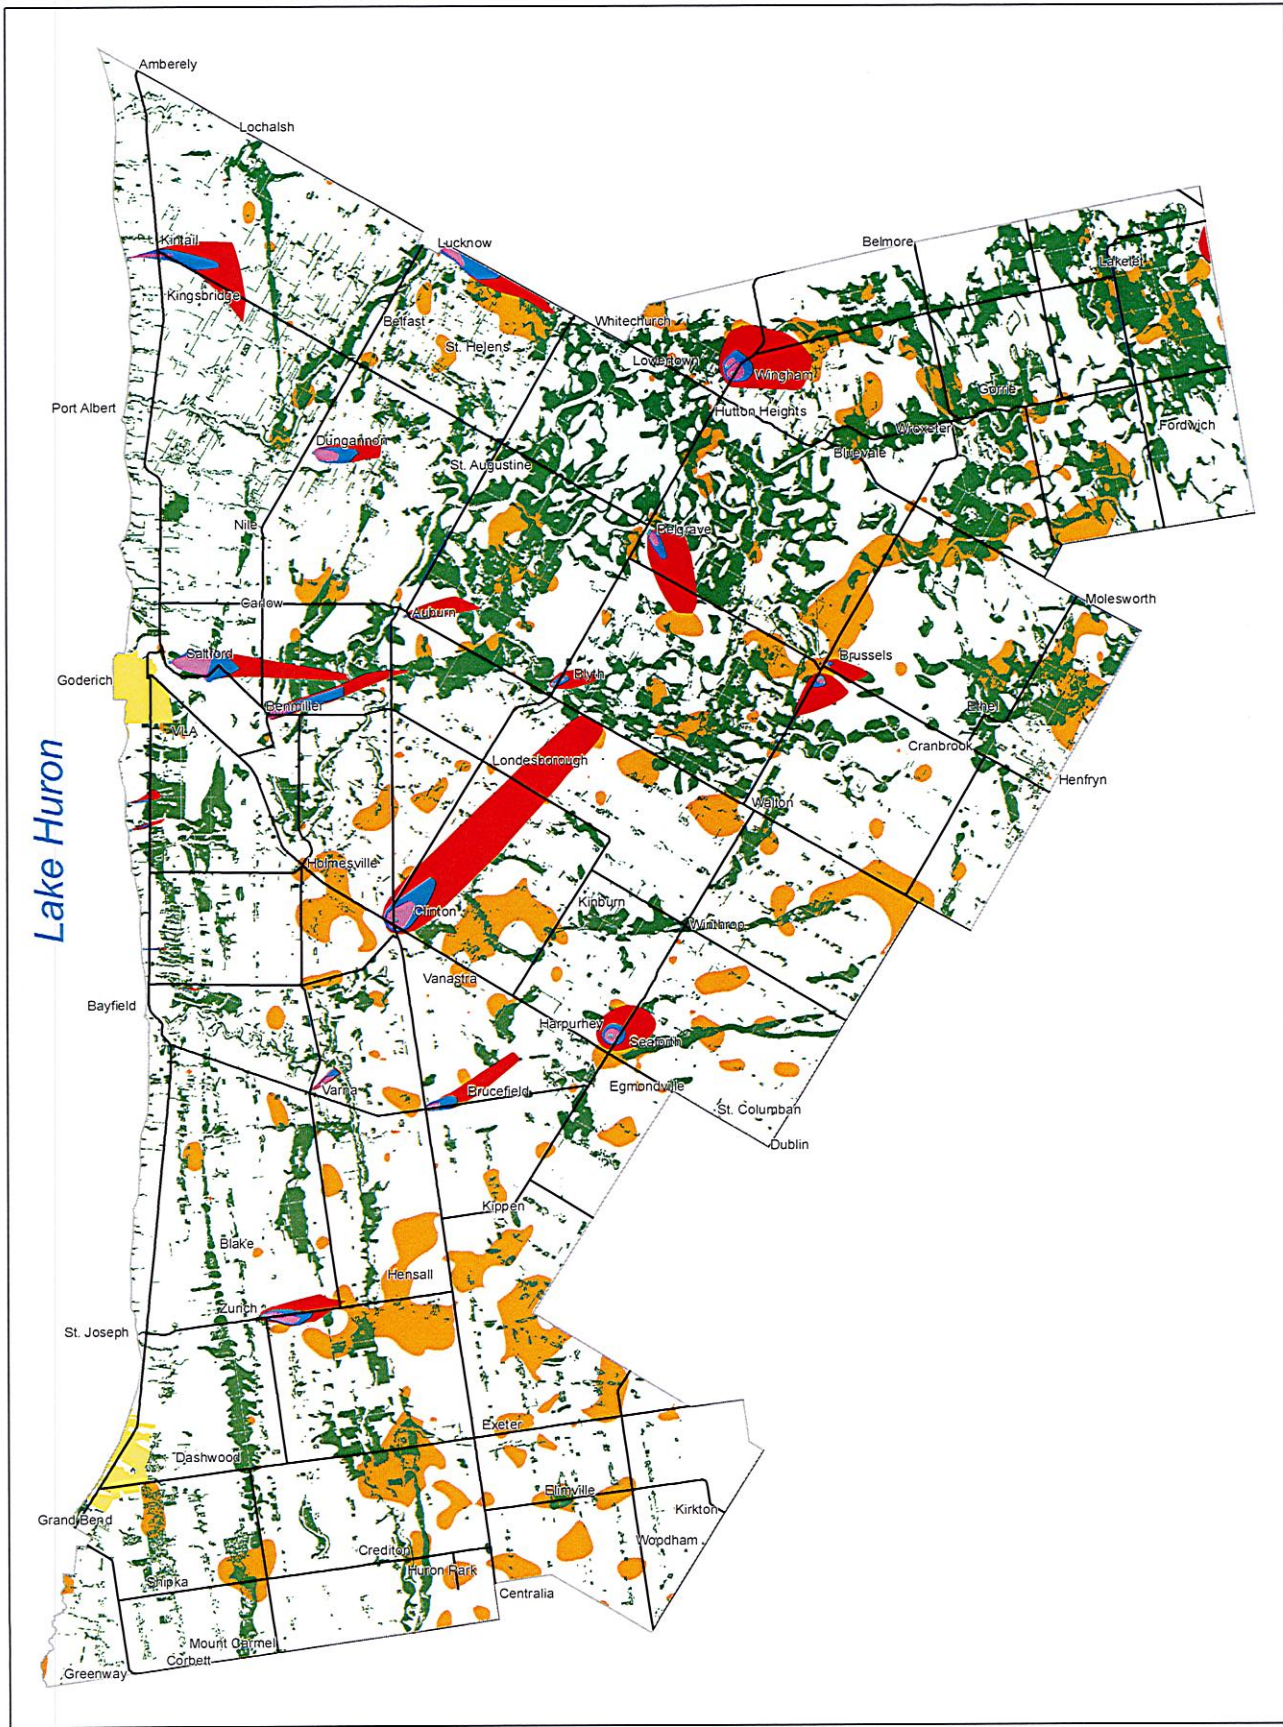 Amberely
Lochalsh
Lucknow
Kintail
Belmore
Laketet
Kingsbridge
Belfast
Whitechurch
St. Helens
Lowertown
Wingham
Gorrie
Port Albert
Hutton Heights
Wroxster
Fordwich
Dungannon
Bluevale
St. Augustine
Nile
Belgrave
Carlow
Auburn
Molesworth
Saltford
Brussels
Goderich
Blyth
Benmiller
Ethel
VLA
Cranbrook
Londesborough
Henfryn
Lake Huron
Walton
Holmesville
Clinton
Kinburn
Winthrop
Vanastra
Bayfield
Harpurhey
Seaforth
Varna
Brucefield
Egmondville
St. Columban
Dublin
Kippen
Blake
Hensall
Zurich
St. Joseph
Exeter
Dashwood
Elimville
Kirkton
Grand Bend
Woodham
Crediton
Huron Park
Shipka
Centralia
Mount Carmel
Corbett
Greenway